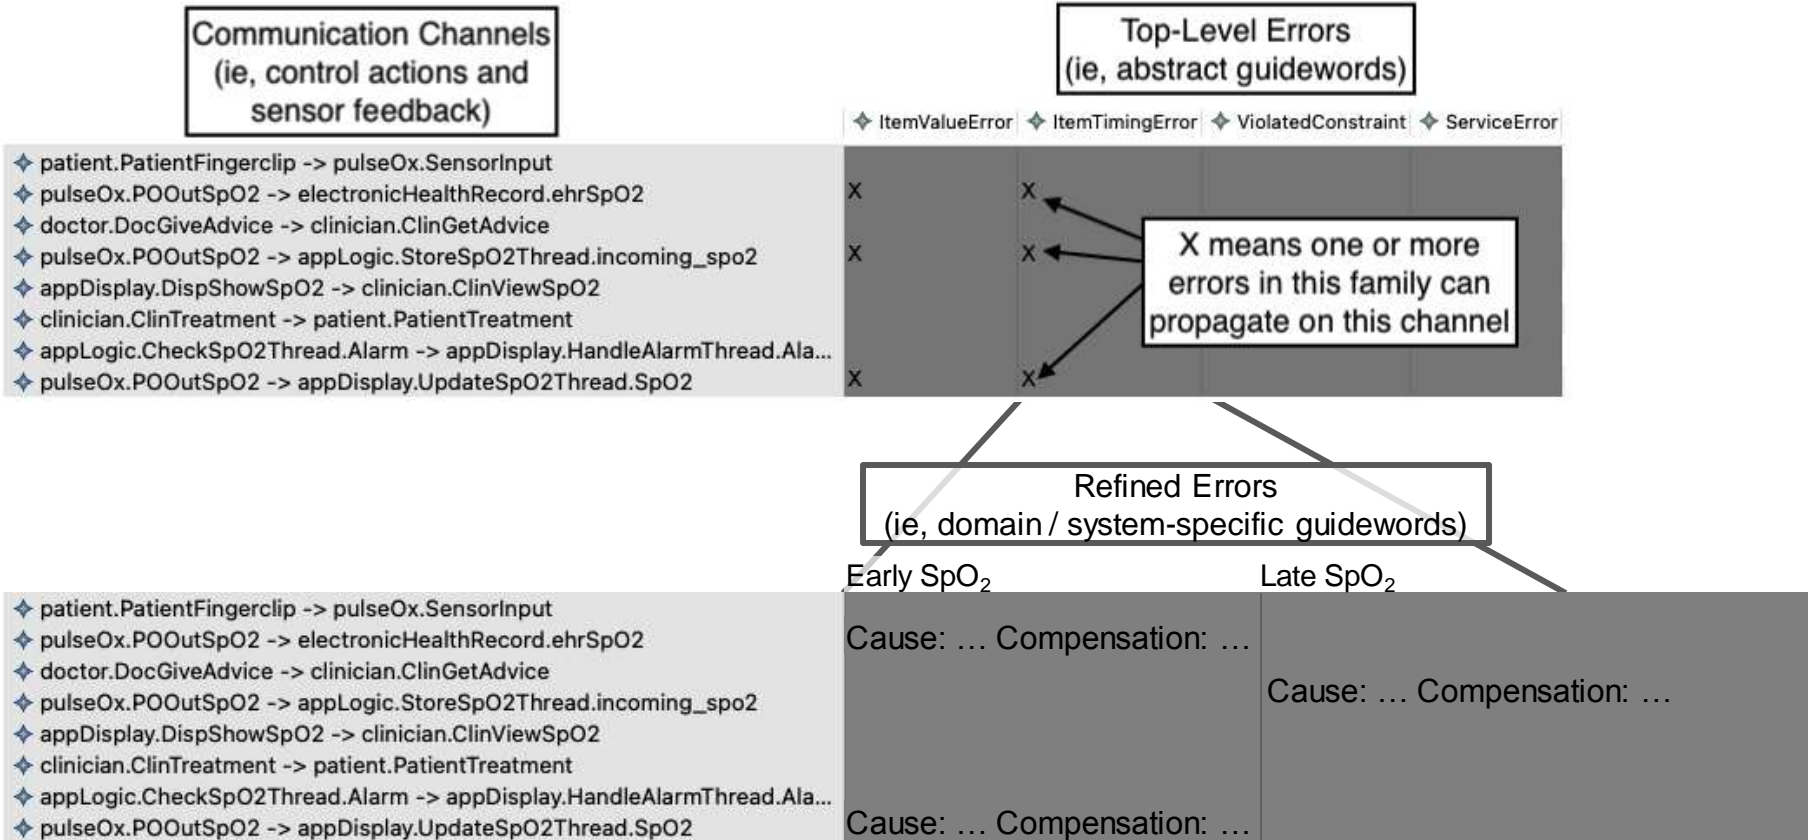 Communication Channels
(ie, control actions and
sensor feedback)
Top-Level Errors
(ie, abstract guidewords)
ItemValueError ItemTimingError ViolatedConstraint ServiceError
patient.PatientFingerclip -> pulseOx.SensorInput
pulseOx.POOutSpO2 -> electronicHealthRecord.ehrSpO2 X X
doctor.DocGiveAdvice -> clinician.ClinGetAdvice
pulseOx.POOutSpO2 -> appLogic.StoreSpO2Thread.incoming_spo2 X X
appDisplay.DispShowSpO2 -> clinician.ClinViewSpO2
clinician.ClinTreatment -> patient.PatientTreatment
appLogic.CheckSpO2Thread.Alarm -> appDisplay.HandleAlarmThread.Ala...
pulseOx.POOutSpO2 -> appDisplay.UpdateSpO2Thread.SpO2 X X
X means one or more
errors in this family can
propagate on this channel
Refined Errors
(ie, domain / system-specific guidewords)
Early SpO₂ Late SpO₂
patient.PatientFingerclip -> pulseOx.SensorInput
pulseOx.POOutSpO2 -> electronicHealthRecord.ehrSpO2 Cause: … Compensation: …
doctor.DocGiveAdvice -> clinician.ClinGetAdvice
pulseOx.POOutSpO2 -> appLogic.StoreSpO2Thread.incoming_spo2 Cause: … Compensation: …
appDisplay.DispShowSpO2 -> clinician.ClinViewSpO2
clinician.ClinTreatment -> patient.PatientTreatment
appLogic.CheckSpO2Thread.Alarm -> appDisplay.HandleAlarmThread.Ala...
pulseOx.POOutSpO2 -> appDisplay.UpdateSpO2Thread.SpO2 Cause: … Compensation: …